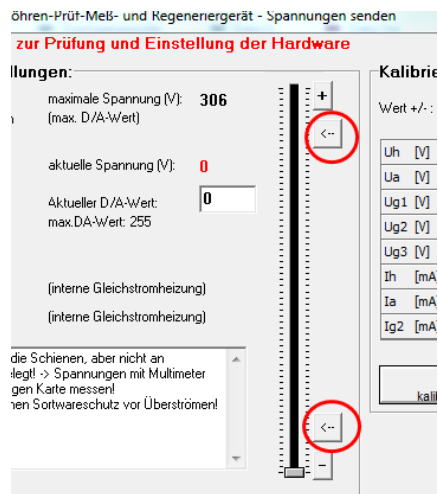 öhren-Prüf-Meß- und Regeneriergerät - Spannungen senden
zur Prüfung und Einstellung der Hardware
llungen:
maximale Spannung (V): 306
(max. D/A-Wert)
aktuelle Spannung (V): 0
Aktueller D/A-Wert: 0
max.DA-Wert: 255
(interne Gleichstromheizung)
(interne Gleichstromheizung)
die Schienen, aber nicht an
elegt! -> Spannungen mit Multimeter
gen Karte messen!
nen Sortwareschutz vor Überströmen!
+
<--
<--
-
Kalibrie
Wert +/- :
Uh [V]
Ua [V]
Ug1 [V]
Ug2 [V]
Ug3 [V]
Ih [mA]
Ia [mA]
Ig2 [mA]
kali